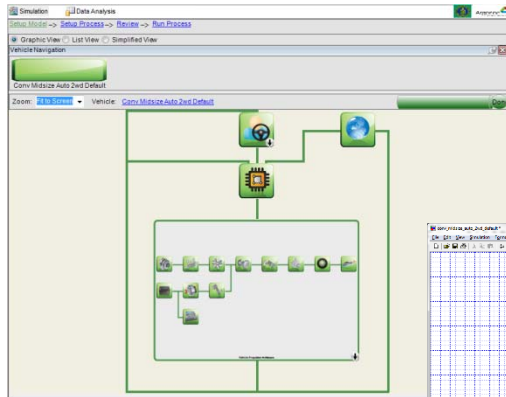 Simulation Data Analysis
Setup Model -> Setup Process -> Review -> Run Process
Graphic View List View Simplified View
Vehicle Navigation
Conv Midsize Auto 2wd Default
Zoom: Fit to Screen Vehicle: Conv Midsize Auto 2wd Default
conv_midsize_auto_2wd_default *
File Edit View Simulation